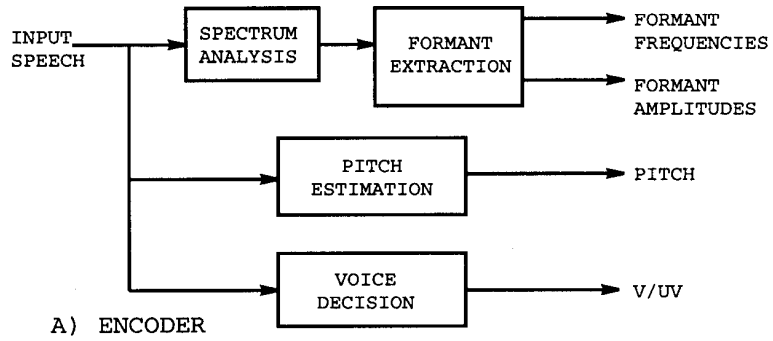 INPUT
SPEECH
SPECTRUM
ANALYSIS
FORMANT
EXTRACTION
FORMANT
FREQUENCIES
FORMANT
AMPLITUDES
PITCH
ESTIMATION
PITCH
VOICE
DECISION
V/UV
A) ENCODER